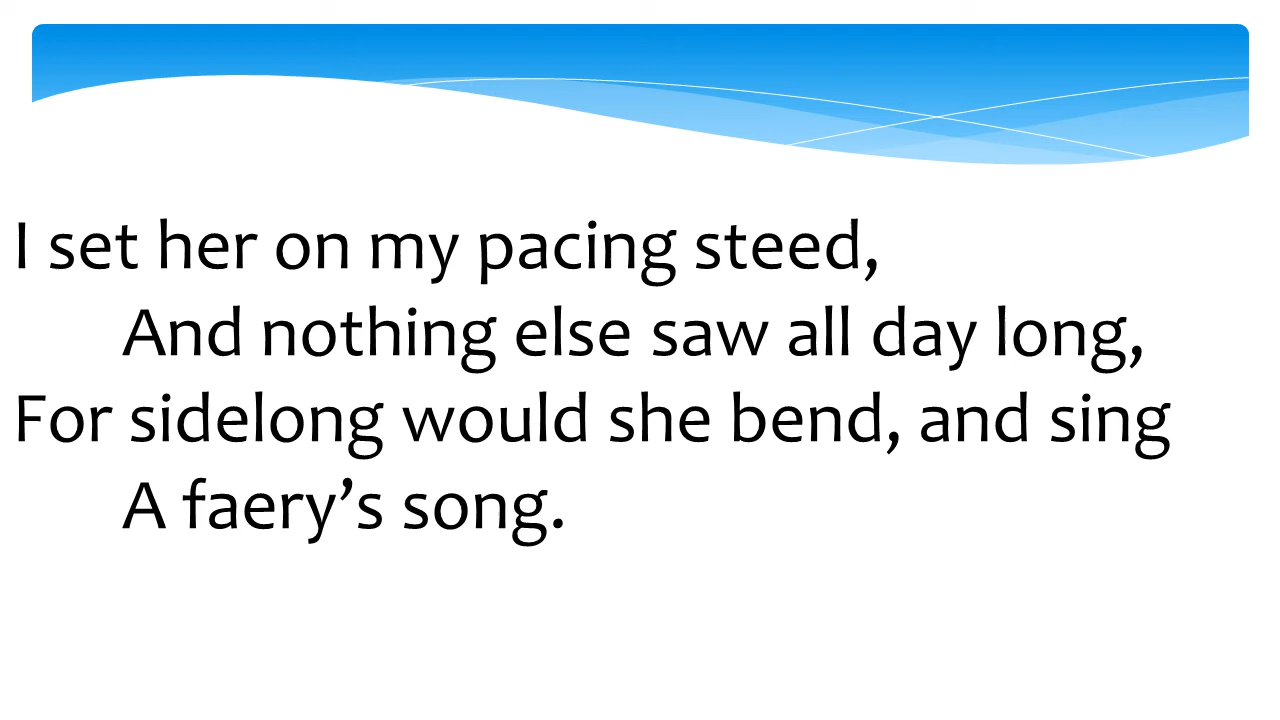 I set her on my pacing steed,
And nothing else saw all day long,
For sidelong would she bend, and sing
A faery’s song.